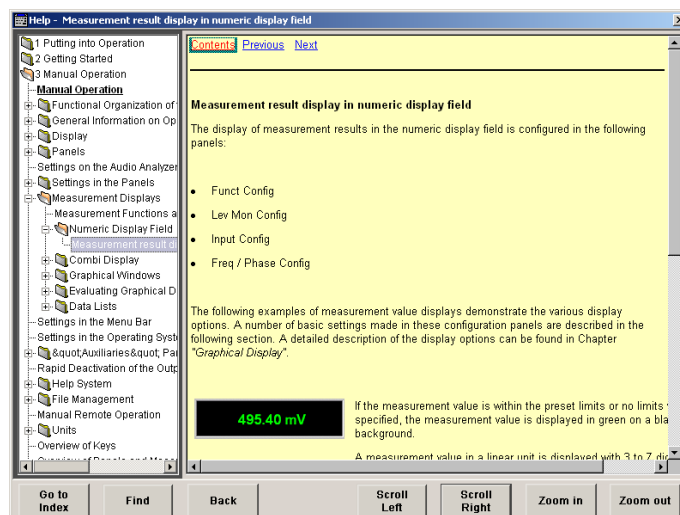 Help - Measurement result display in numeric display field
1 Putting into Operation
2 Getting Started
3 Manual Operation
Manual Operation
Functional Organization of
General Information on Op
Display
Panels
Settings on the Audio Analyzer
Settings in the Panels
Measurement Displays
Measurement Functions a
Numeric Display Field
Measurement result di
Combi Display
Graphical Windows
Evaluating Graphical D
Data Lists
Settings in the Menu Bar
Settings in the Operating Syst
&quot;Auxiliaries&quot; Pa
Rapid Deactivation of the Outp
Help System
File Management
Manual Remote Operation
Units
Overview of Keys
Contents Previous Next
Measurement result display in numeric display field
The display of measurement results in the numeric display field is configured in the following
panels:
• Funct Config
• Lev Mon Config
• Input Config
• Freq / Phase Config
The following examples of measurement value displays demonstrate the various display
options. A number of basic settings made in these configuration panels are described in the
following section. A detailed description of the display options can be found in Chapter
"Graphical Display".
495.40 mV
If the measurement value is within the preset limits or no limits
specified, the measurement value is displayed in green on a bla
background.
A measurement value in a linear unit is displayed with 3 to 7 dig
Go to
Index
Find
Back
Scroll
Left
Scroll
Right
Zoom in
Zoom out